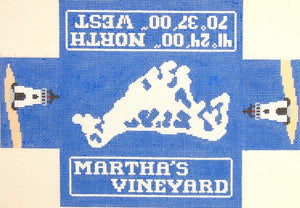 41°24'00" NORTH
70°37'00" WEST
MARTHA'S
VINEYARD